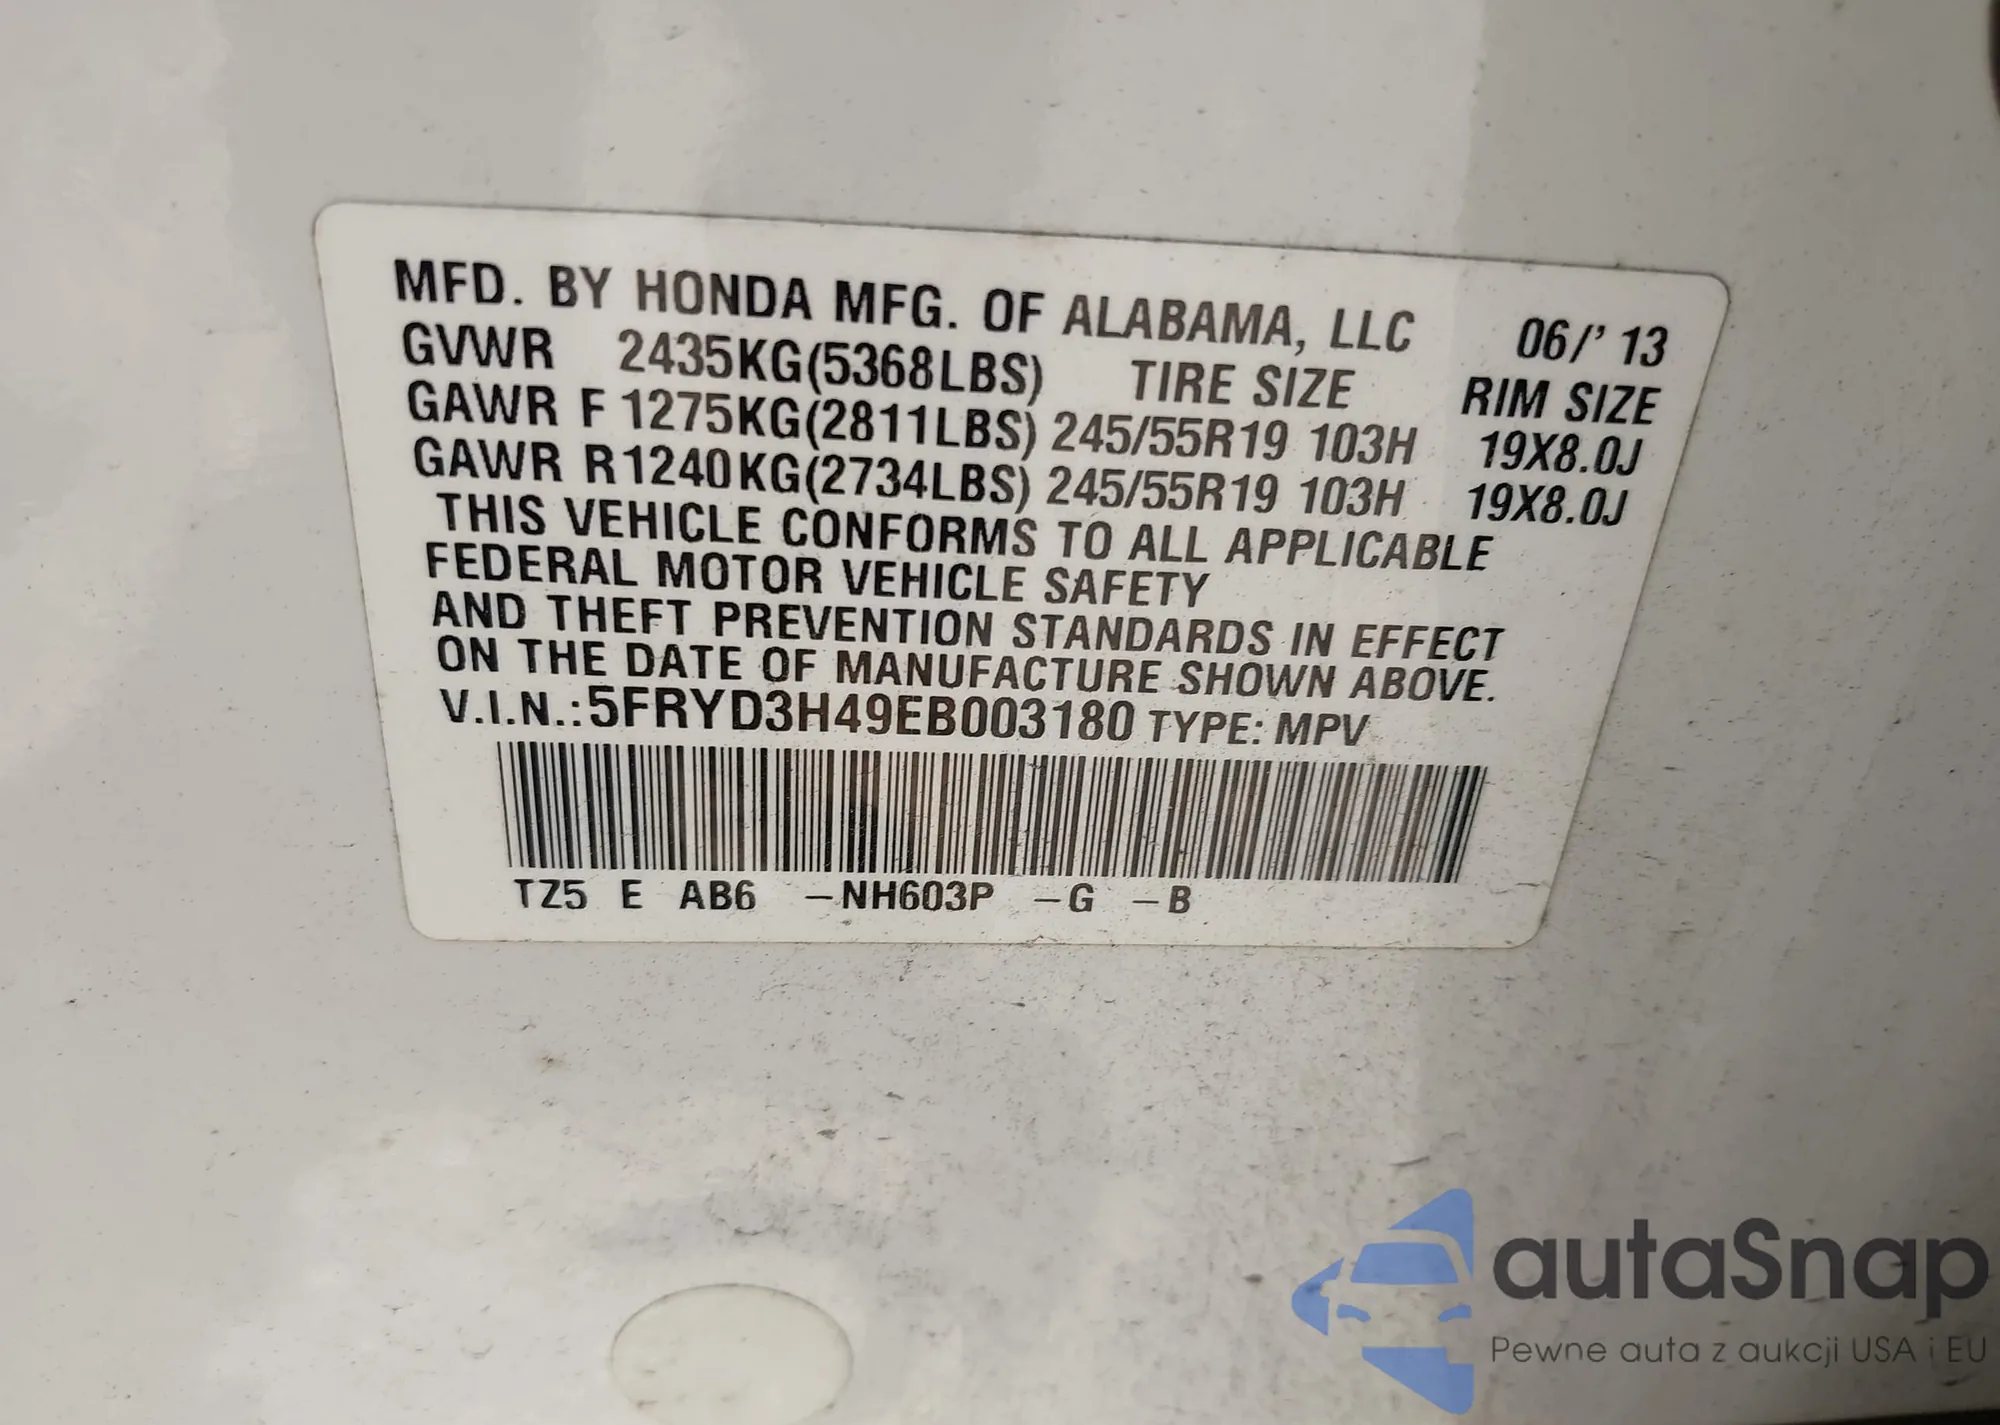 MFD. BY HONDA MFG. OF ALABAMA, LLC 06/'13
GVWR 2435KG(5368LBS) TIRE SIZE RIM SIZE
GAWR F 1275KG(2811LBS) 245/55R19 103H 19X8.0J
GAWR R 1240KG(2734LBS) 245/55R19 103H 19X8.0J
THIS VEHICLE CONFORMS TO ALL APPLICABLE
FEDERAL MOTOR VEHICLE SAFETY
AND THEFT PREVENTION STANDARDS IN EFFECT
ON THE DATE OF MANUFACTURE SHOWN ABOVE.
V.I.N.:5FRYD3H49EB003180 TYPE: MPV
TZ5 E AB6 –NH603P –G –B
autaSnap
Pewne auta z aukcji USA i EU